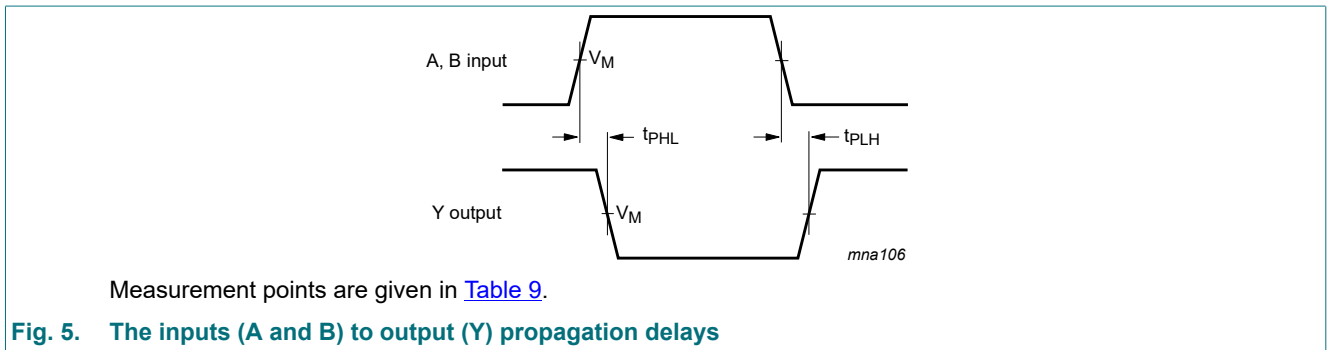 A, B input
VM
tPHL
tPLH
Y output
VM
mna106
Measurement points are given in Table 9.
Fig. 5. The inputs (A and B) to output (Y) propagation delays